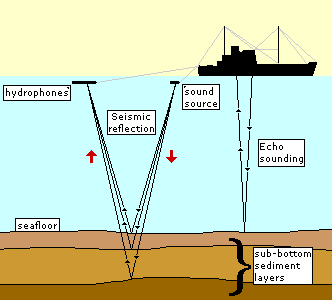 hydrophones
sound
source
Seismic
reflection
Echo
sounding
seafloor
sub-bottom
sediment
layers